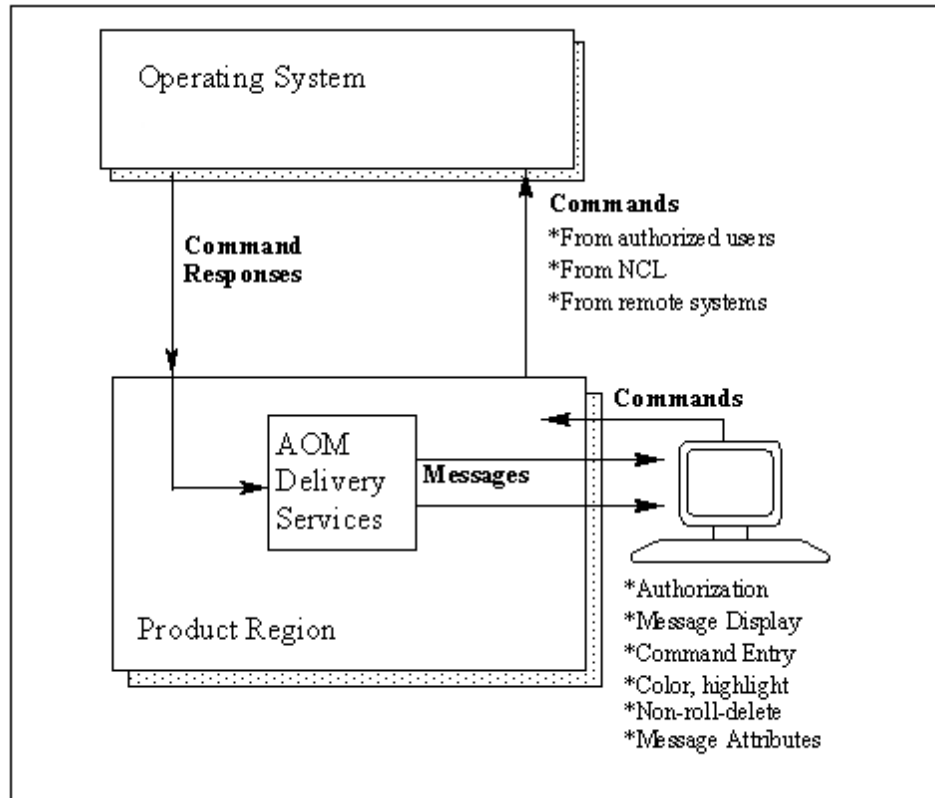 Operating System
Command
Responses
Commands
*From authorized users
*From NCL
*From remote systems
Commands
AOM
Delivery
Services
Messages
Product Region
*Authorization
*Message Display
*Command Entry
*Color, highlight
*Non-roll-delete
*Message Attributes